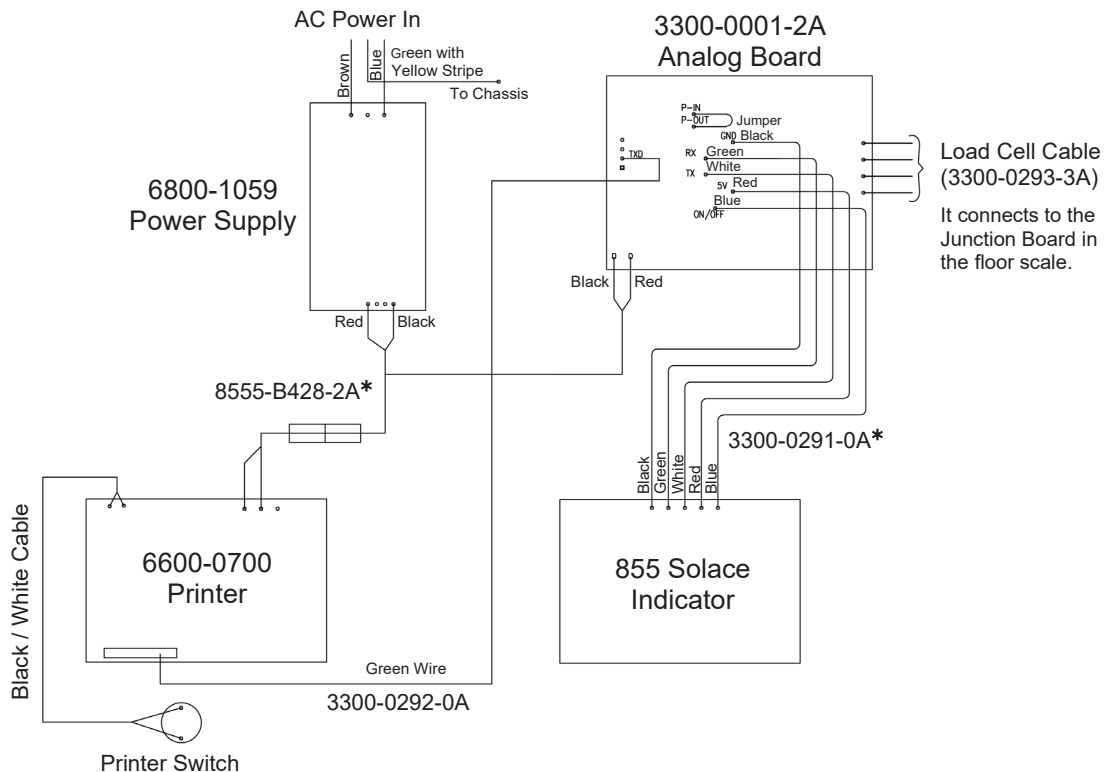 AC Power In
Brown
Blue
Green with
Yellow Stripe
To Chassis
6800-1059
Power Supply
Red
Black
8555-B428-2A*
3300-0001-2A
Analog Board
P-IN
P-OUT
Jumper
GND Black
TXD
RX Green
TX White
5V Red
Blue
ON/OFF
Black
Red
Load Cell Cable
(3300-0293-3A)
It connects to the
Junction Board in
the floor scale.
3300-0291-0A*
Black
Green
White
Red
Blue
855 Solace
Indicator
6600-0700
Printer
Black / White Cable
Green Wire
3300-0292-0A
Printer Switch